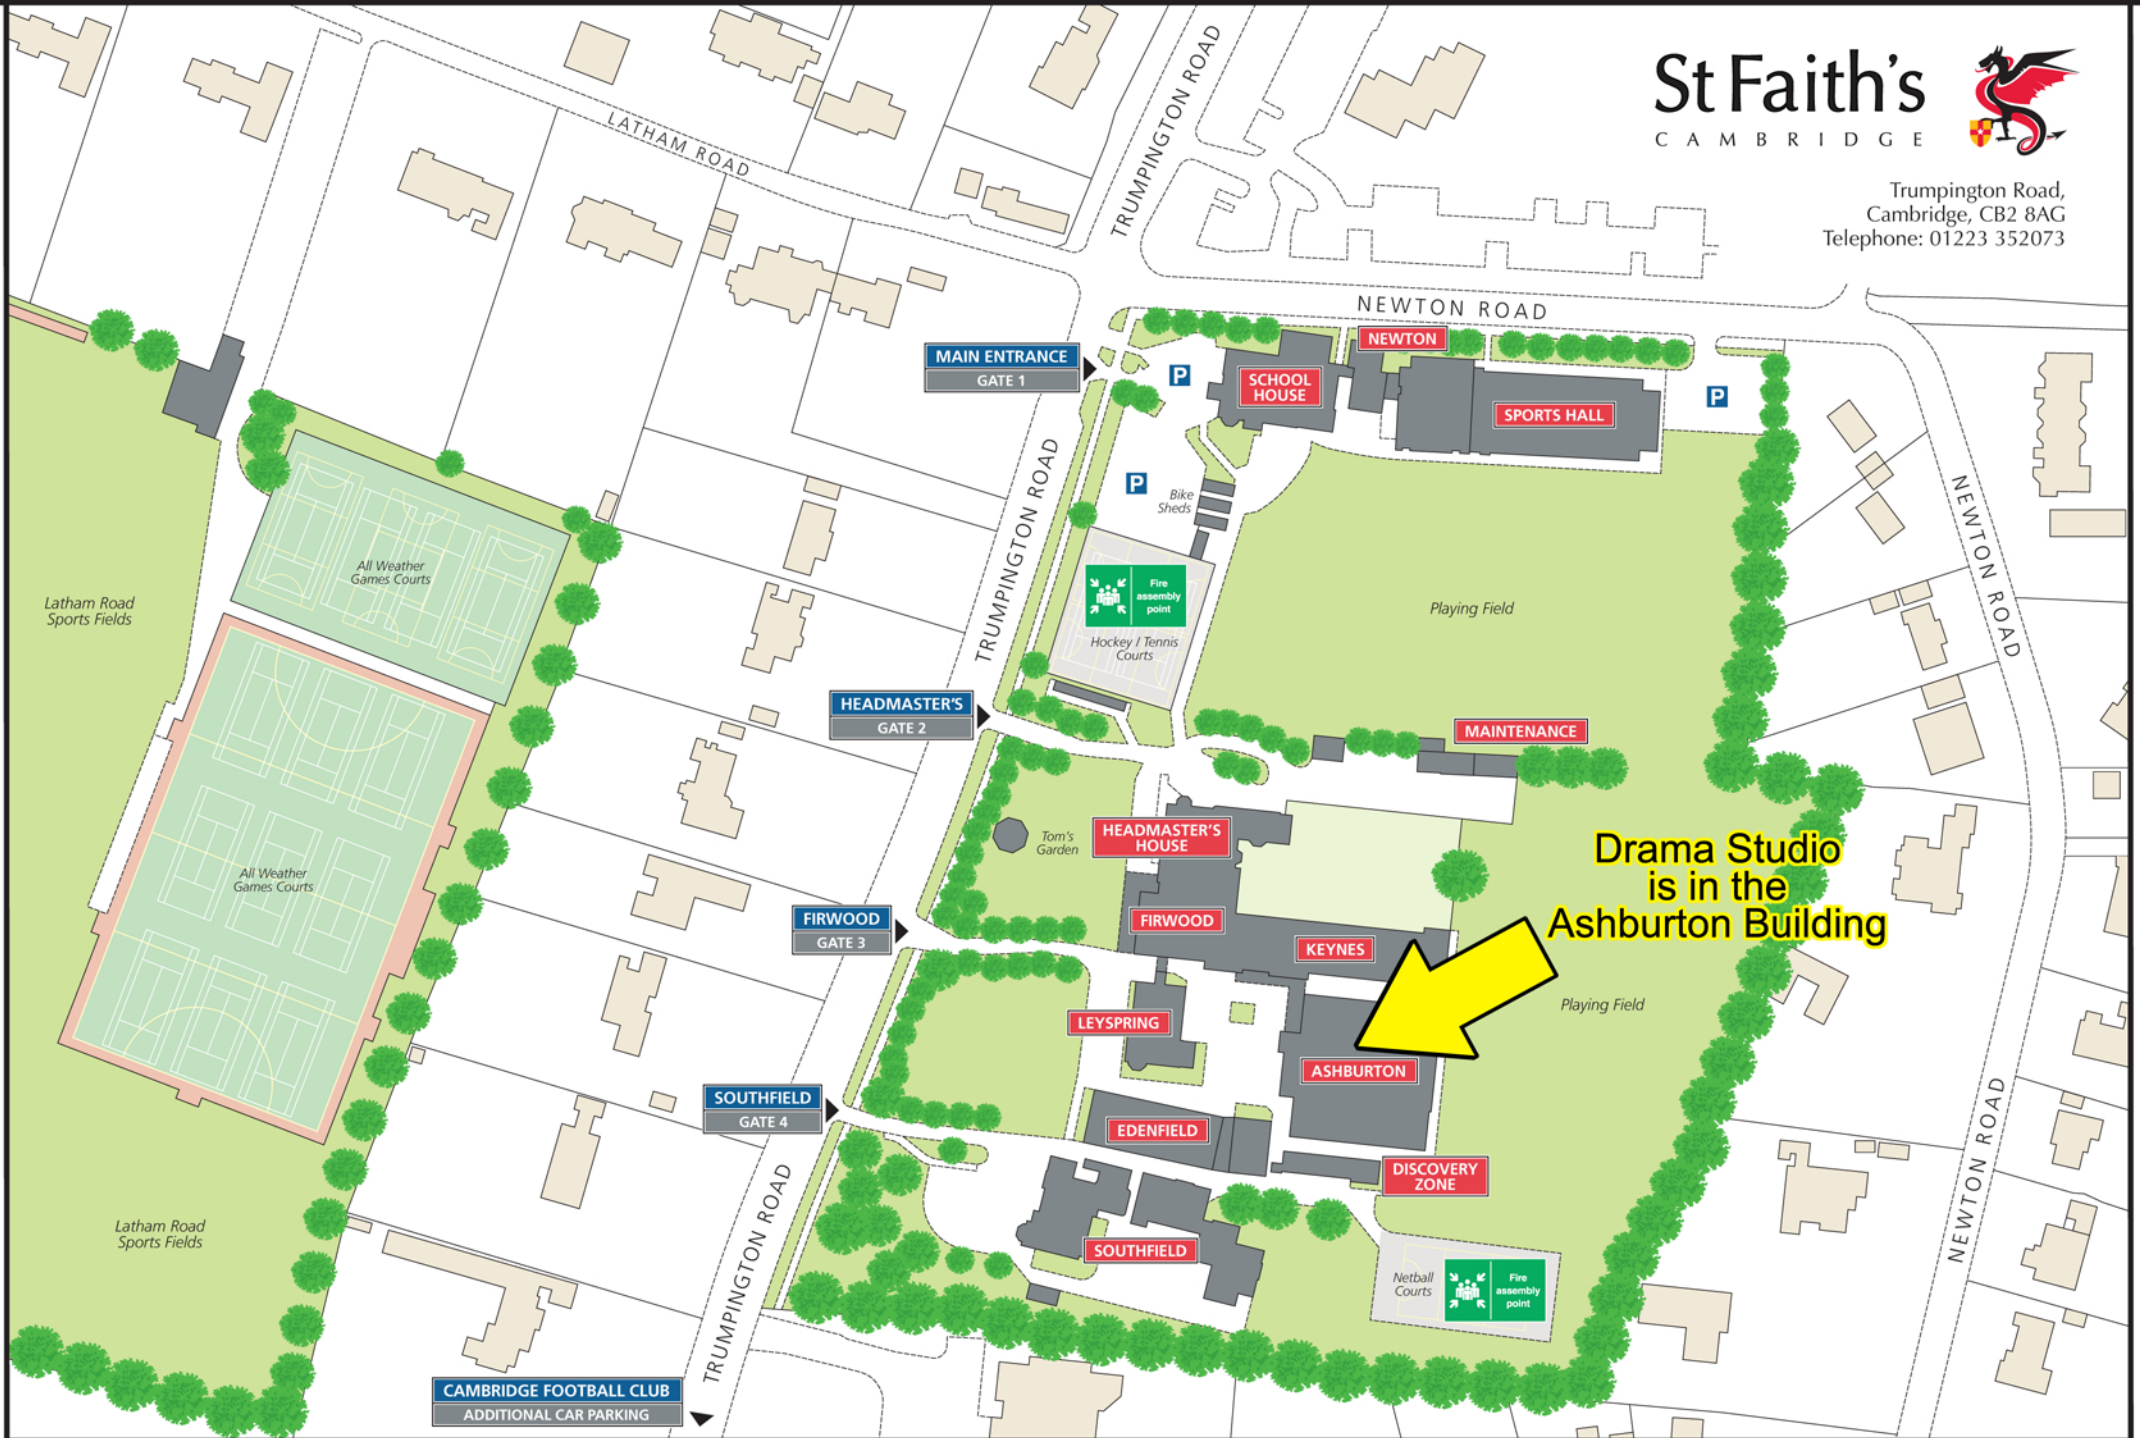 St Faith's
CAMBRIDGE
Trumpington Road,
Cambridge, CB2 8AG
Telephone: 01223 352073
LATHAM ROAD
TRUMPINGTON ROAD
NEWTON ROAD
NEWTON
MAIN ENTRANCE
GATE 1
P
SCHOOL
HOUSE
P
SPORTS HALL
P
Bike
Sheds
TRUMPINGTON ROAD
NEWTON ROAD
All Weather
Games Courts
Latham Road
Sports Fields
Fire
assembly
point
Hockey / Tennis
Courts
Playing Field
HEADMASTER'S
GATE 2
MAINTENANCE
Tom's
Garden
HEADMASTER'S
HOUSE
Drama Studio
is in the
Ashburton Building
All Weather
Games Courts
FIRWOOD
GATE 3
FIRWOOD
KEYNES
Playing Field
LEYSPRING
ASHBURTON
SOUTHFIELD
GATE 4
EDENFIELD
DISCOVERY
ZONE
NEWTON ROAD
TRUMPINGTON ROAD
Latham Road
Sports Fields
SOUTHFIELD
Netball
Courts
Fire
assembly
point
CAMBRIDGE FOOTBALL CLUB
ADDITIONAL CAR PARKING